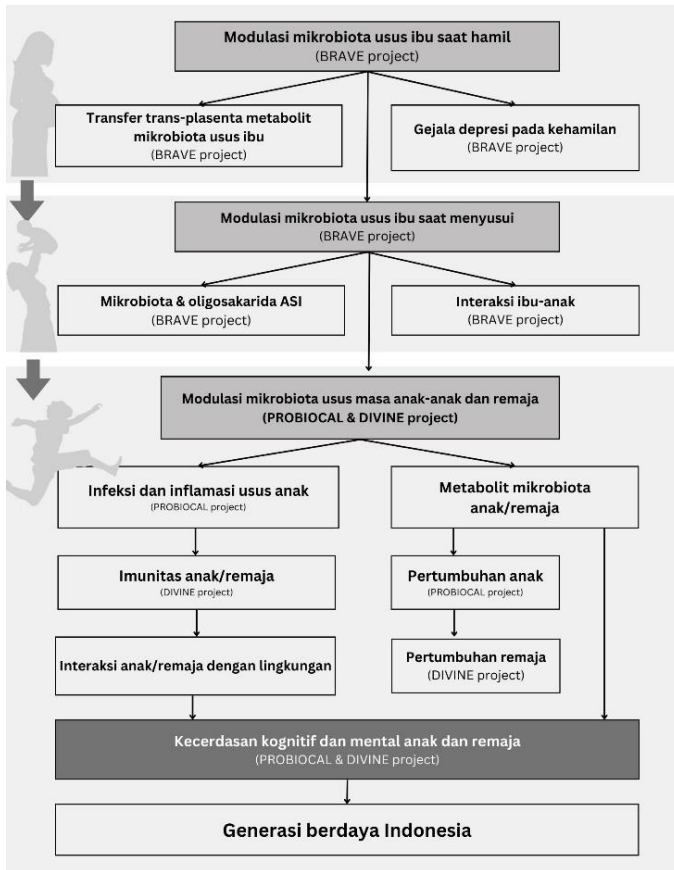 Modulasi mikrobiota usus ibu saat hamil
(BRAVE project)
Transfer trans-plasenta metabolit
mikrobiota usus ibu
(BRAVE project)
Gejala depresi pada kehamilan
(BRAVE project)
Modulasi mikrobiota usus ibu saat menyusui
(BRAVE project)
Mikrobiota & oligosakarida ASI
(BRAVE project)
Interaksi ibu-anak
(BRAVE project)
Modulasi mikrobiota usus masa anak-anak dan remaja
(PROBIOCAL & DIVINE project)
Infeksi dan inflamasi usus anak
(PROBIOCAL project)
Metabolit mikrobiota
anak/remaja
Imunitas anak/remaja
(DIVINE project)
Pertumbuhan anak
(PROBIOCAL project)
Interaksi anak/remaja dengan lingkungan
Pertumbuhan remaja
(DIVINE project)
Kecerdasan kognitif dan mental anak dan remaja
(PROBIOCAL & DIVINE project)
Generasi berdaya Indonesia